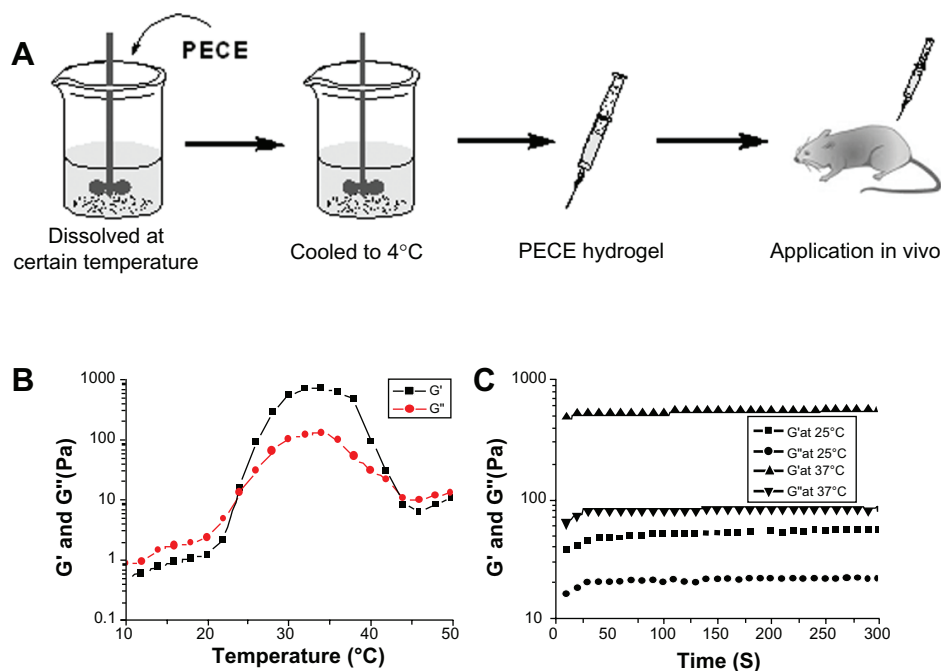 A
PECE
Dissolved at
certain temperature
Cooled to 4°C
PECE hydrogel
Application in vivo
B
G' and G"(Pa)
1000
100
10
1
0.1
10 20 30 40 50
Temperature (°C)
G'
G"
C
G' and G"(Pa)
1000
100
10
0 50 100 150 200 250 300
Time (S)
G'at 25°C
G"at 25°C
G'at 37°C
G"at 37°C